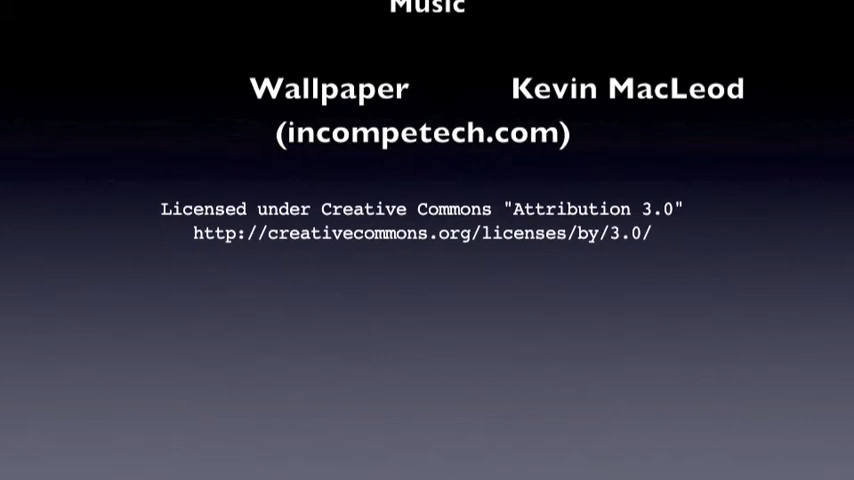 Music
Wallpaper Kevin MacLeod
(incompetech.com)
Licensed under Creative Commons "Attribution 3.0"
http://creativecommons.org/licenses/by/3.0/